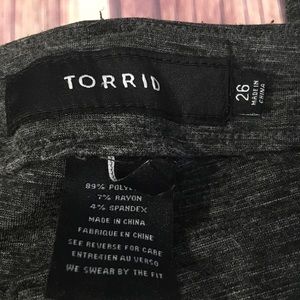 TORRID
26
MADE IN
CHINA
89% POLY
7% RAYON
4% SPANDEX
MADE IN CHINA
FABRIQUE EN CHINE
SEE REVERSE FOR CARE
ENTRETIEN AU VERSO
WE SWEAR BY THE FIT